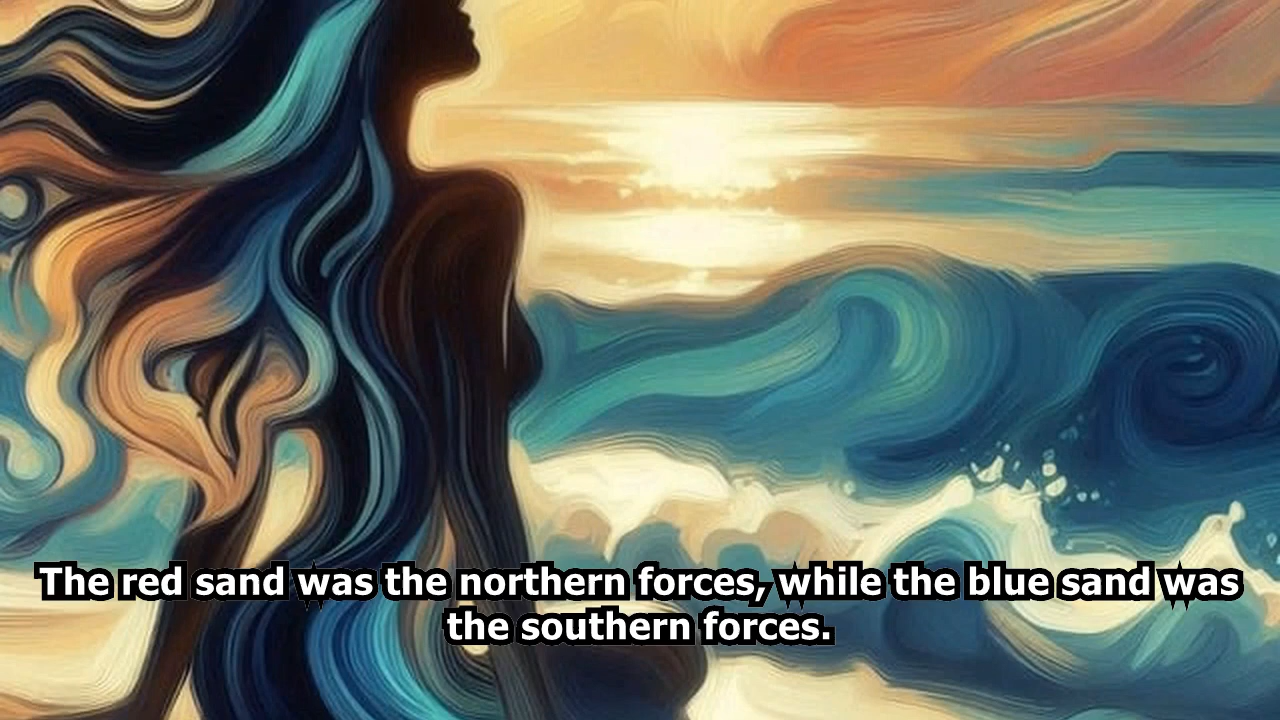 The red sand was the northern forces, while the blue sand was
the southern forces.